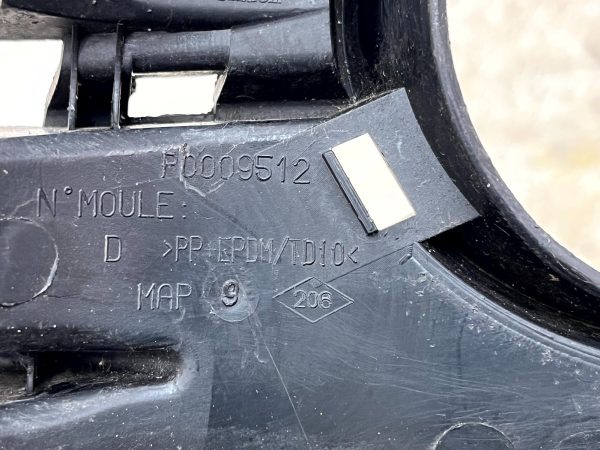 P0009512
N°MOULE:
D >PP+EPDM/TD10<
MAP 9 206